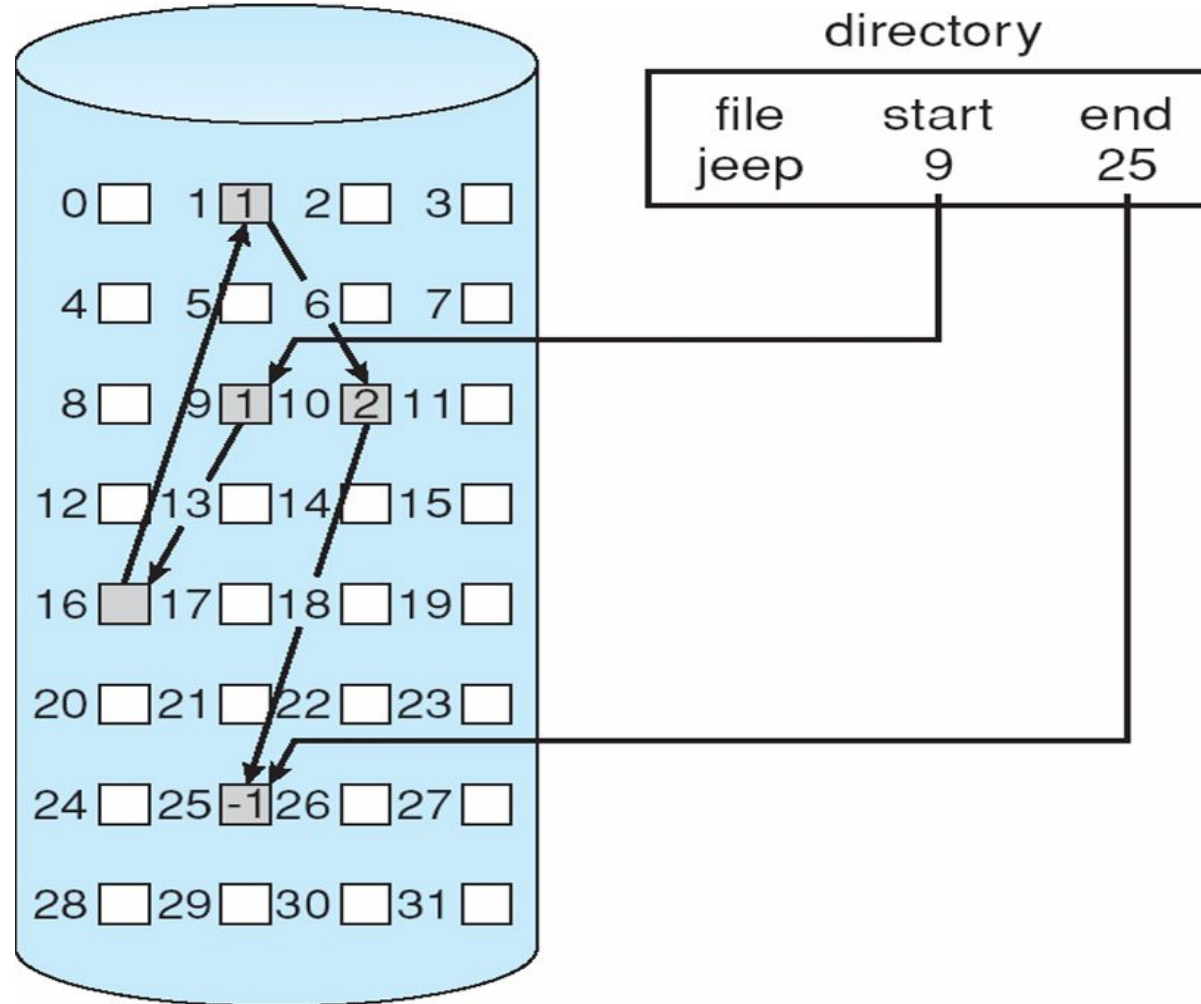 directory
file start end
jeep 9 25
0 1 1 2 3
4 5 6 7
8 9 1 10 2 11
12 13 14 15
16 17 18 19
20 21 22 23
24 25 -1 26 27
28 29 30 31